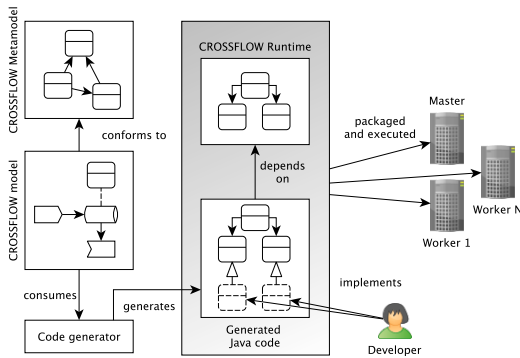 CROSSFLOW Metamodel
CROSSFLOW Runtime
conforms to
packaged
and executed
Master
depends
on
CROSSFLOW model
Worker N
Worker 1
consumes
generates
implements
Code generator
Generated
Java code
Developer